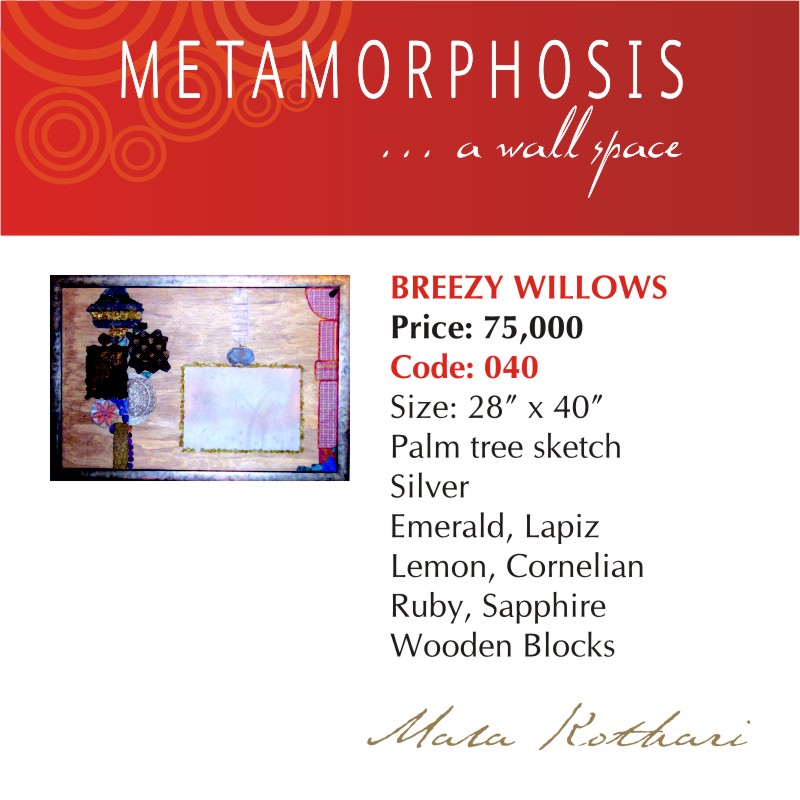 METAMORPHOSIS
... a wall space
BREEZY WILLOWS
Price: 75,000
Code: 040
Size: 28” x 40”
Palm tree sketch
Silver
Emerald, Lapiz
Lemon, Cornelian
Ruby, Sapphire
Wooden Blocks
Mala Kothari